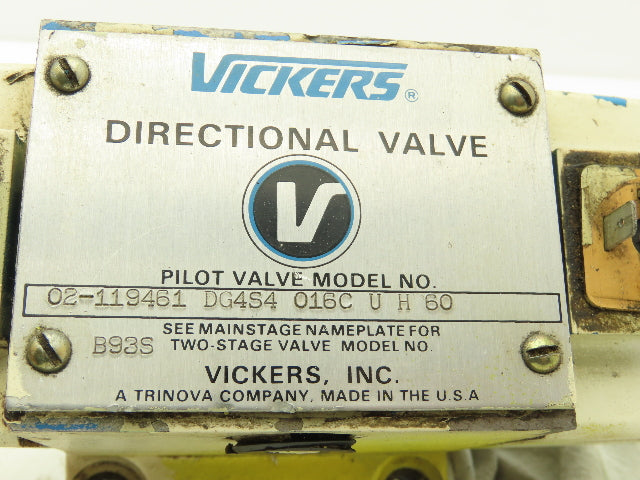 VICKERS®
DIRECTIONAL VALVE
V
PILOT VALVE MODEL NO.
02-119461 DG4S4 016C U H 60
SEE MAINSTAGE NAMEPLATE FOR
B93S TWO-STAGE VALVE MODEL NO.
VICKERS, INC.
A TRINOVA COMPANY, MADE IN THE U.S.A